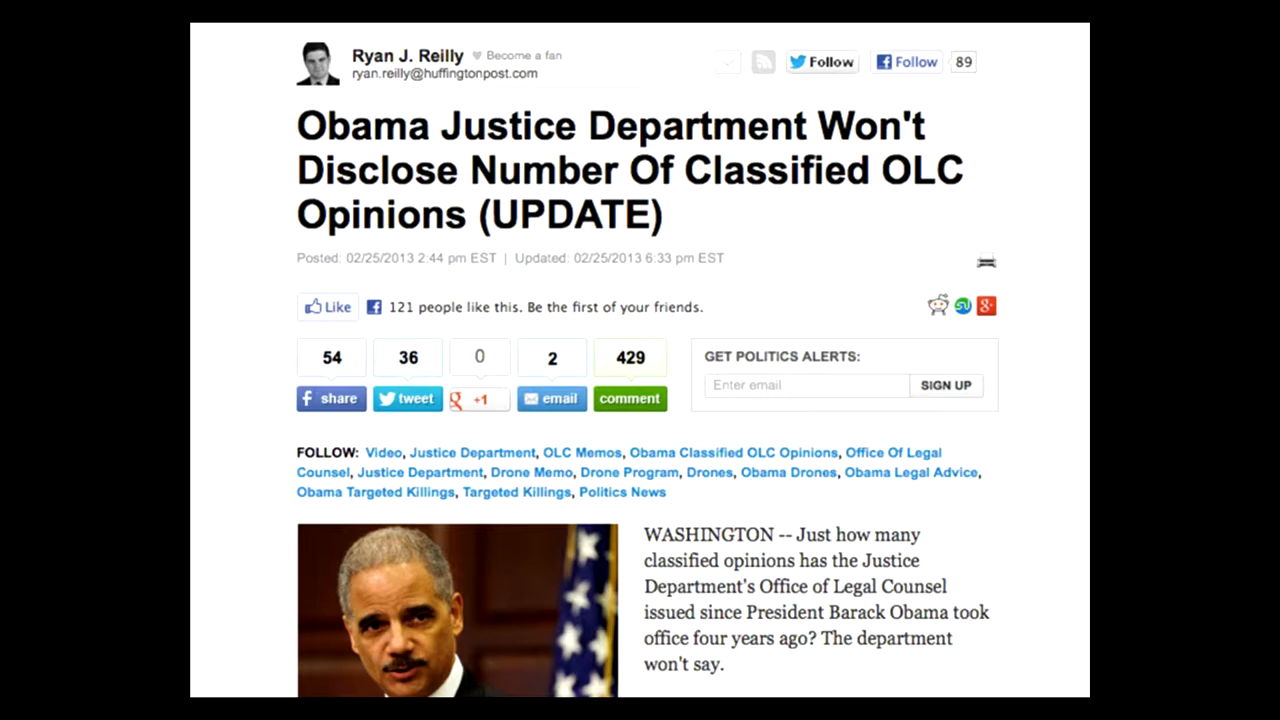 Ryan J. Reilly Become a fan
ryan.reilly@huffingtonpost.com
Follow
Follow 89
Obama Justice Department Won't
Disclose Number Of Classified OLC
Opinions (UPDATE)
Posted: 02/25/2013 2:44 pm EST | Updated: 02/25/2013 6:33 pm EST
Like 121 people like this. Be the first of your friends.
54 36 0 2 429
share tweet +1 email comment
GET POLITICS ALERTS:
Enter email SIGN UP
FOLLOW: Video, Justice Department, OLC Memos, Obama Classified OLC Opinions, Office Of Legal
Counsel, Justice Department, Drone Memo, Drone Program, Drones, Obama Drones, Obama Legal Advice,
Obama Targeted Killings, Targeted Killings, Politics News
WASHINGTON -- Just how many
classified opinions has the Justice
Department's Office of Legal Counsel
issued since President Barack Obama took
office four years ago? The department
won't say.